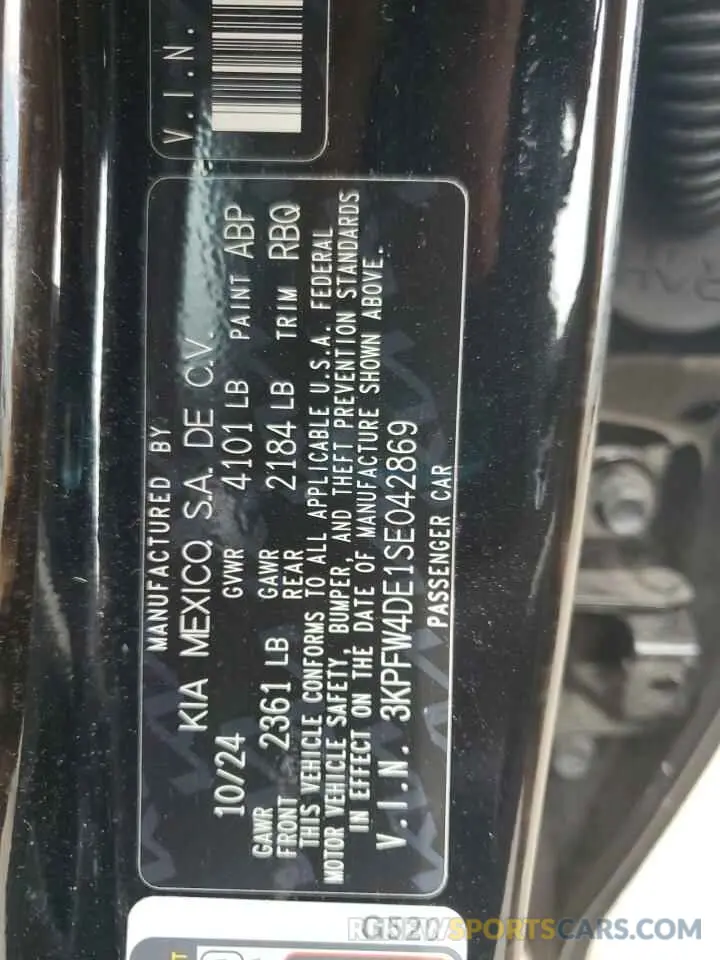 V.I.N.
MANUFACTURED BY
KIA MEXICO, S.A. DE C.V.
10/24 GVWR 4101 LB PAINT ABP
GAWR FRONT 2361 LB GAWR REAR 2184 LB TRIM RBQ
THIS VEHICLE CONFORMS TO ALL APPLICABLE U.S.A. FEDERAL
MOTOR VEHICLE SAFETY, BUMPER, AND THEFT PREVENTION STANDARDS
IN EFFECT ON THE DATE OF MANUFACTURE SHOWN ABOVE.
V.I.N. 3KPFW4DE1SE042869
PASSENGER CAR
G520
REVIEWSPORTSCARS.COM